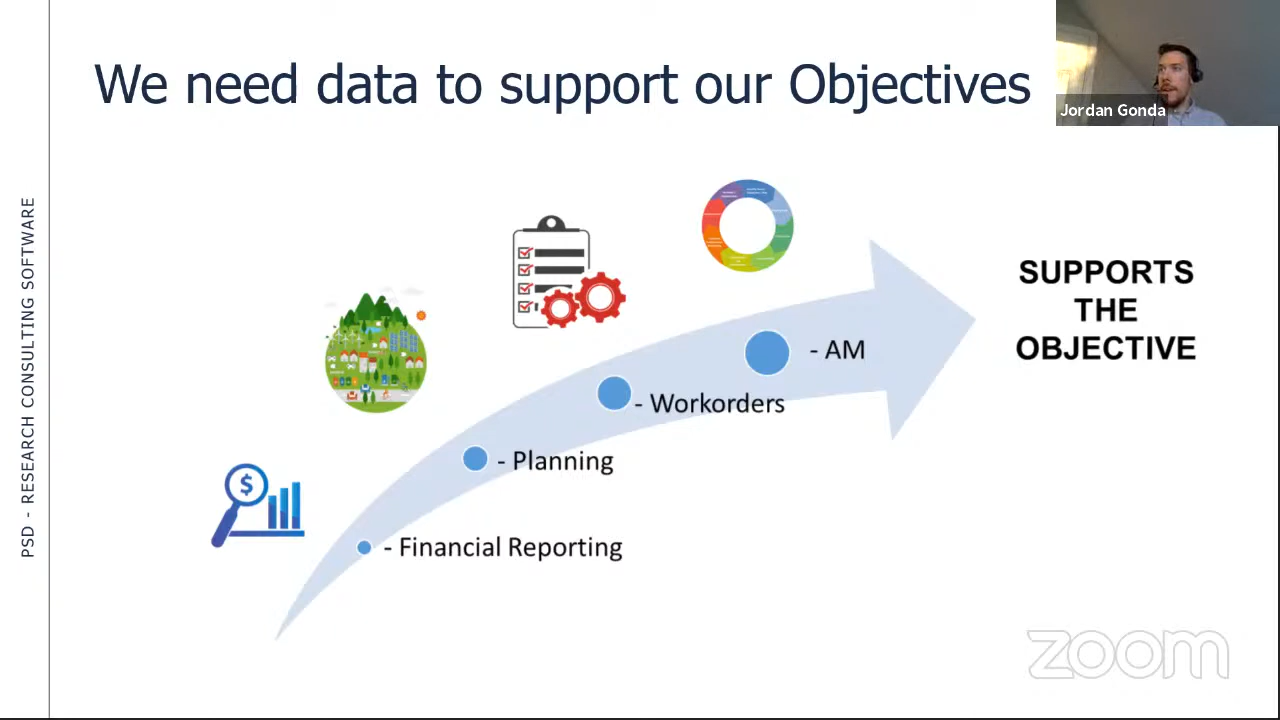 We need data to support our Objectives
Jordan Gonda
PSD - RESEARCH CONSULTING SOFTWARE
SUPPORTS
THE
OBJECTIVE
- AM
- Workorders
- Planning
$
- Financial Reporting
zoom